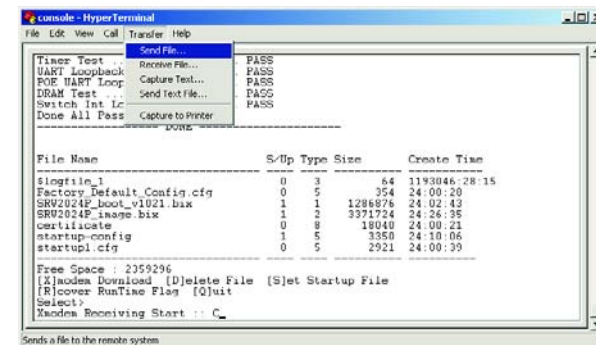 console - HyperTerminal
File Edit View Call Transfer Help
Send File...
Receive File...
Capture Text...
Send Text File...
Capture to Printer
Timer Test .. PASS
UART Loopback PASS
POE UART Loop PASS
DRAM Test ... PASS
Switch Int Lo PASS
Done All Pass
------------------ DONE ------------------------
File Name S/Up Type Size Create Time
$logfile_1 0 3 64 1193046:28:15
Factory_Default_Config.cfg 0 5 354 24:00:20
SRW2024P_boot_v1021.bix 1 1 1286876 24:02:43
SRW2024P_image.bix 1 2 3371724 24:26:35
certificate 0 8 18040 24:00:21
startup-config 1 5 3350 24:10:06
startup1.cfg 0 5 2921 24:00:39
Free Space : 2359296
[X]modem Download [D]elete File [S]et Startup File
[R]cover RunTime Flag [Q]uit
Select>
Xmodem Receiving Start :: C_
Sends a file to the remote system